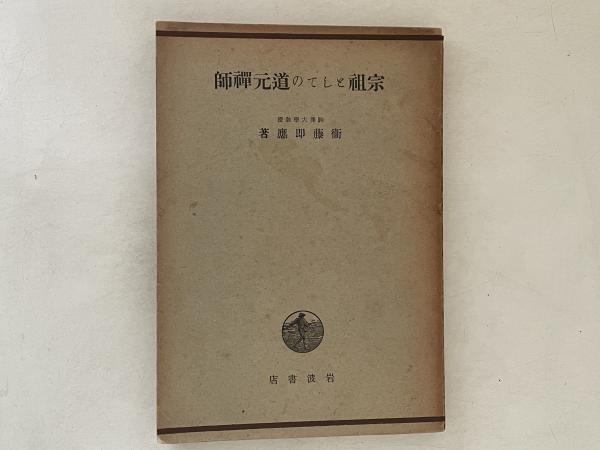 宗祖としての道元禪師
駒澤大學教授
衞藤即應著
岩波書店